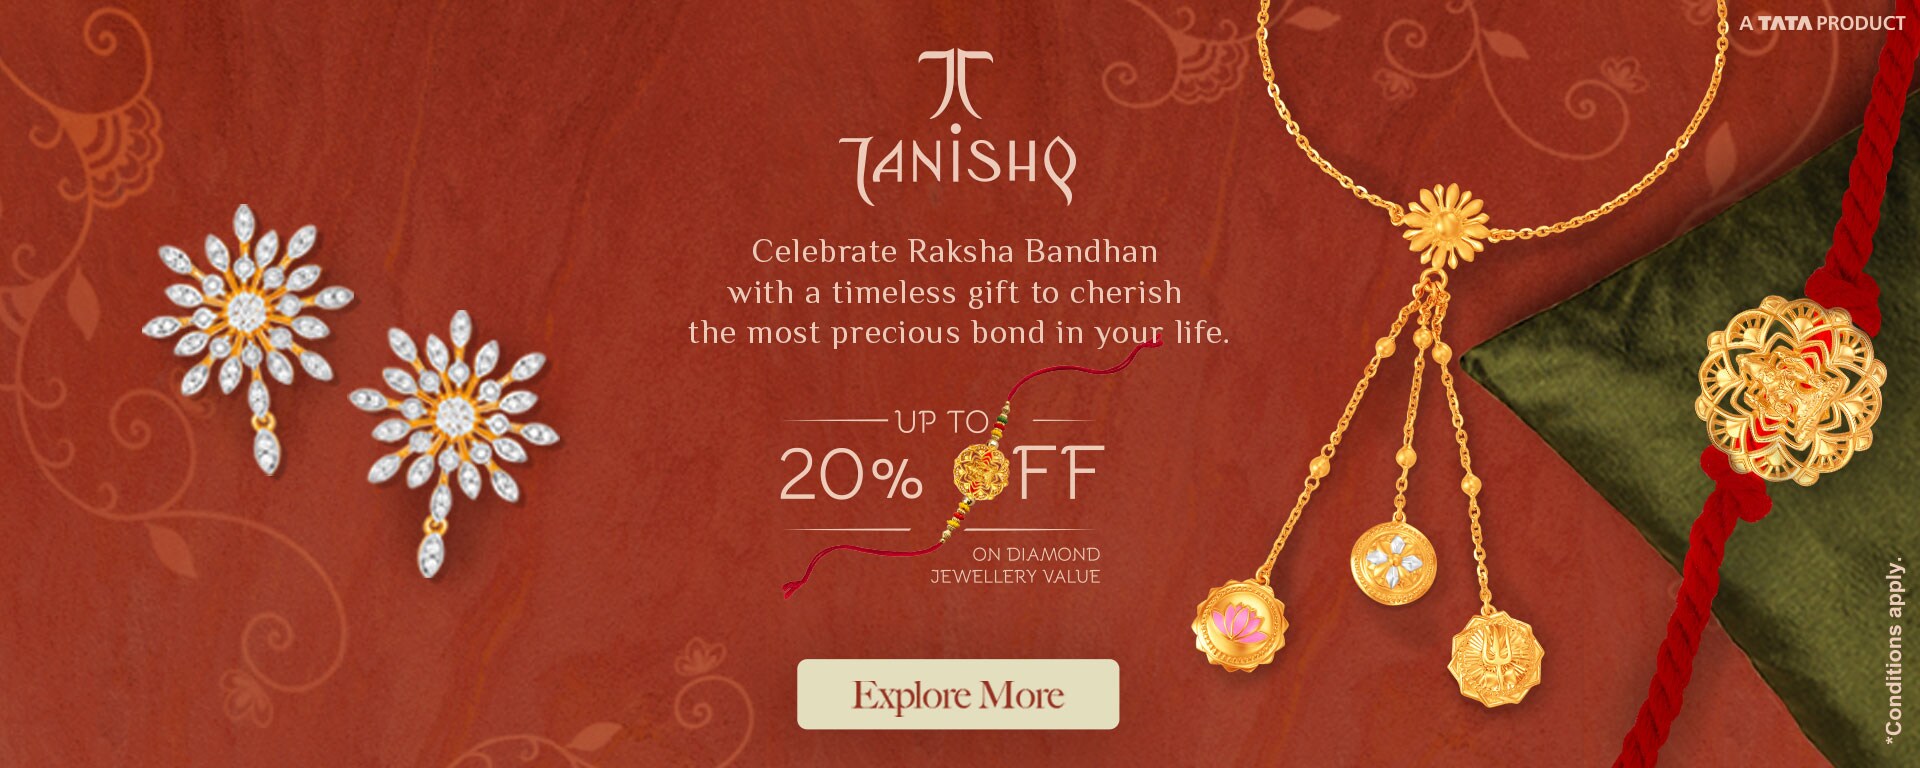 A TATA PRODUCT
TANISHQ
Celebrate Raksha Bandhan
with a timeless gift to cherish
the most precious bond in your life.
UP TO
20% OFF
ON DIAMOND
JEWELLERY VALUE
Explore More
*Conditions apply.